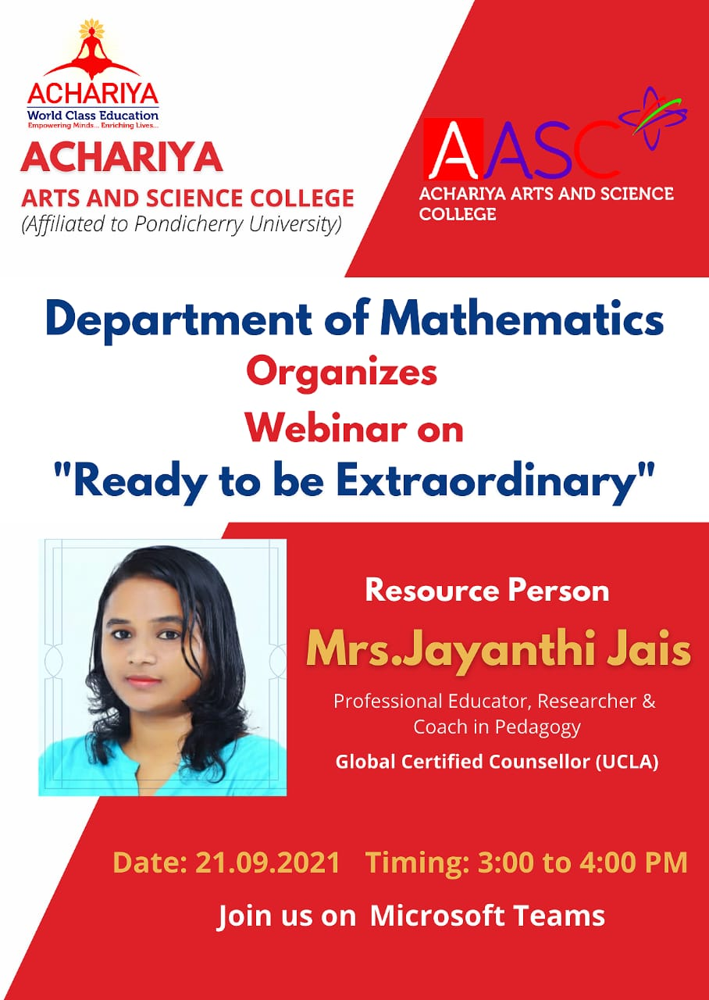 ACHARIYA
World Class Education
Empowering Minds... Enriching Lives...
ACHARIYA
ARTS AND SCIENCE COLLEGE
(Affiliated to Pondicherry University)
AASC
ACHARIYA ARTS AND SCIENCE
COLLEGE
Department of Mathematics
Organizes
Webinar on
"Ready to be Extraordinary"
Resource Person
Mrs.Jayanthi Jais
Professional Educator, Researcher &
Coach in Pedagogy
Global Certified Counsellor (UCLA)
Date: 21.09.2021 Timing: 3:00 to 4:00 PM
Join us on Microsoft Teams